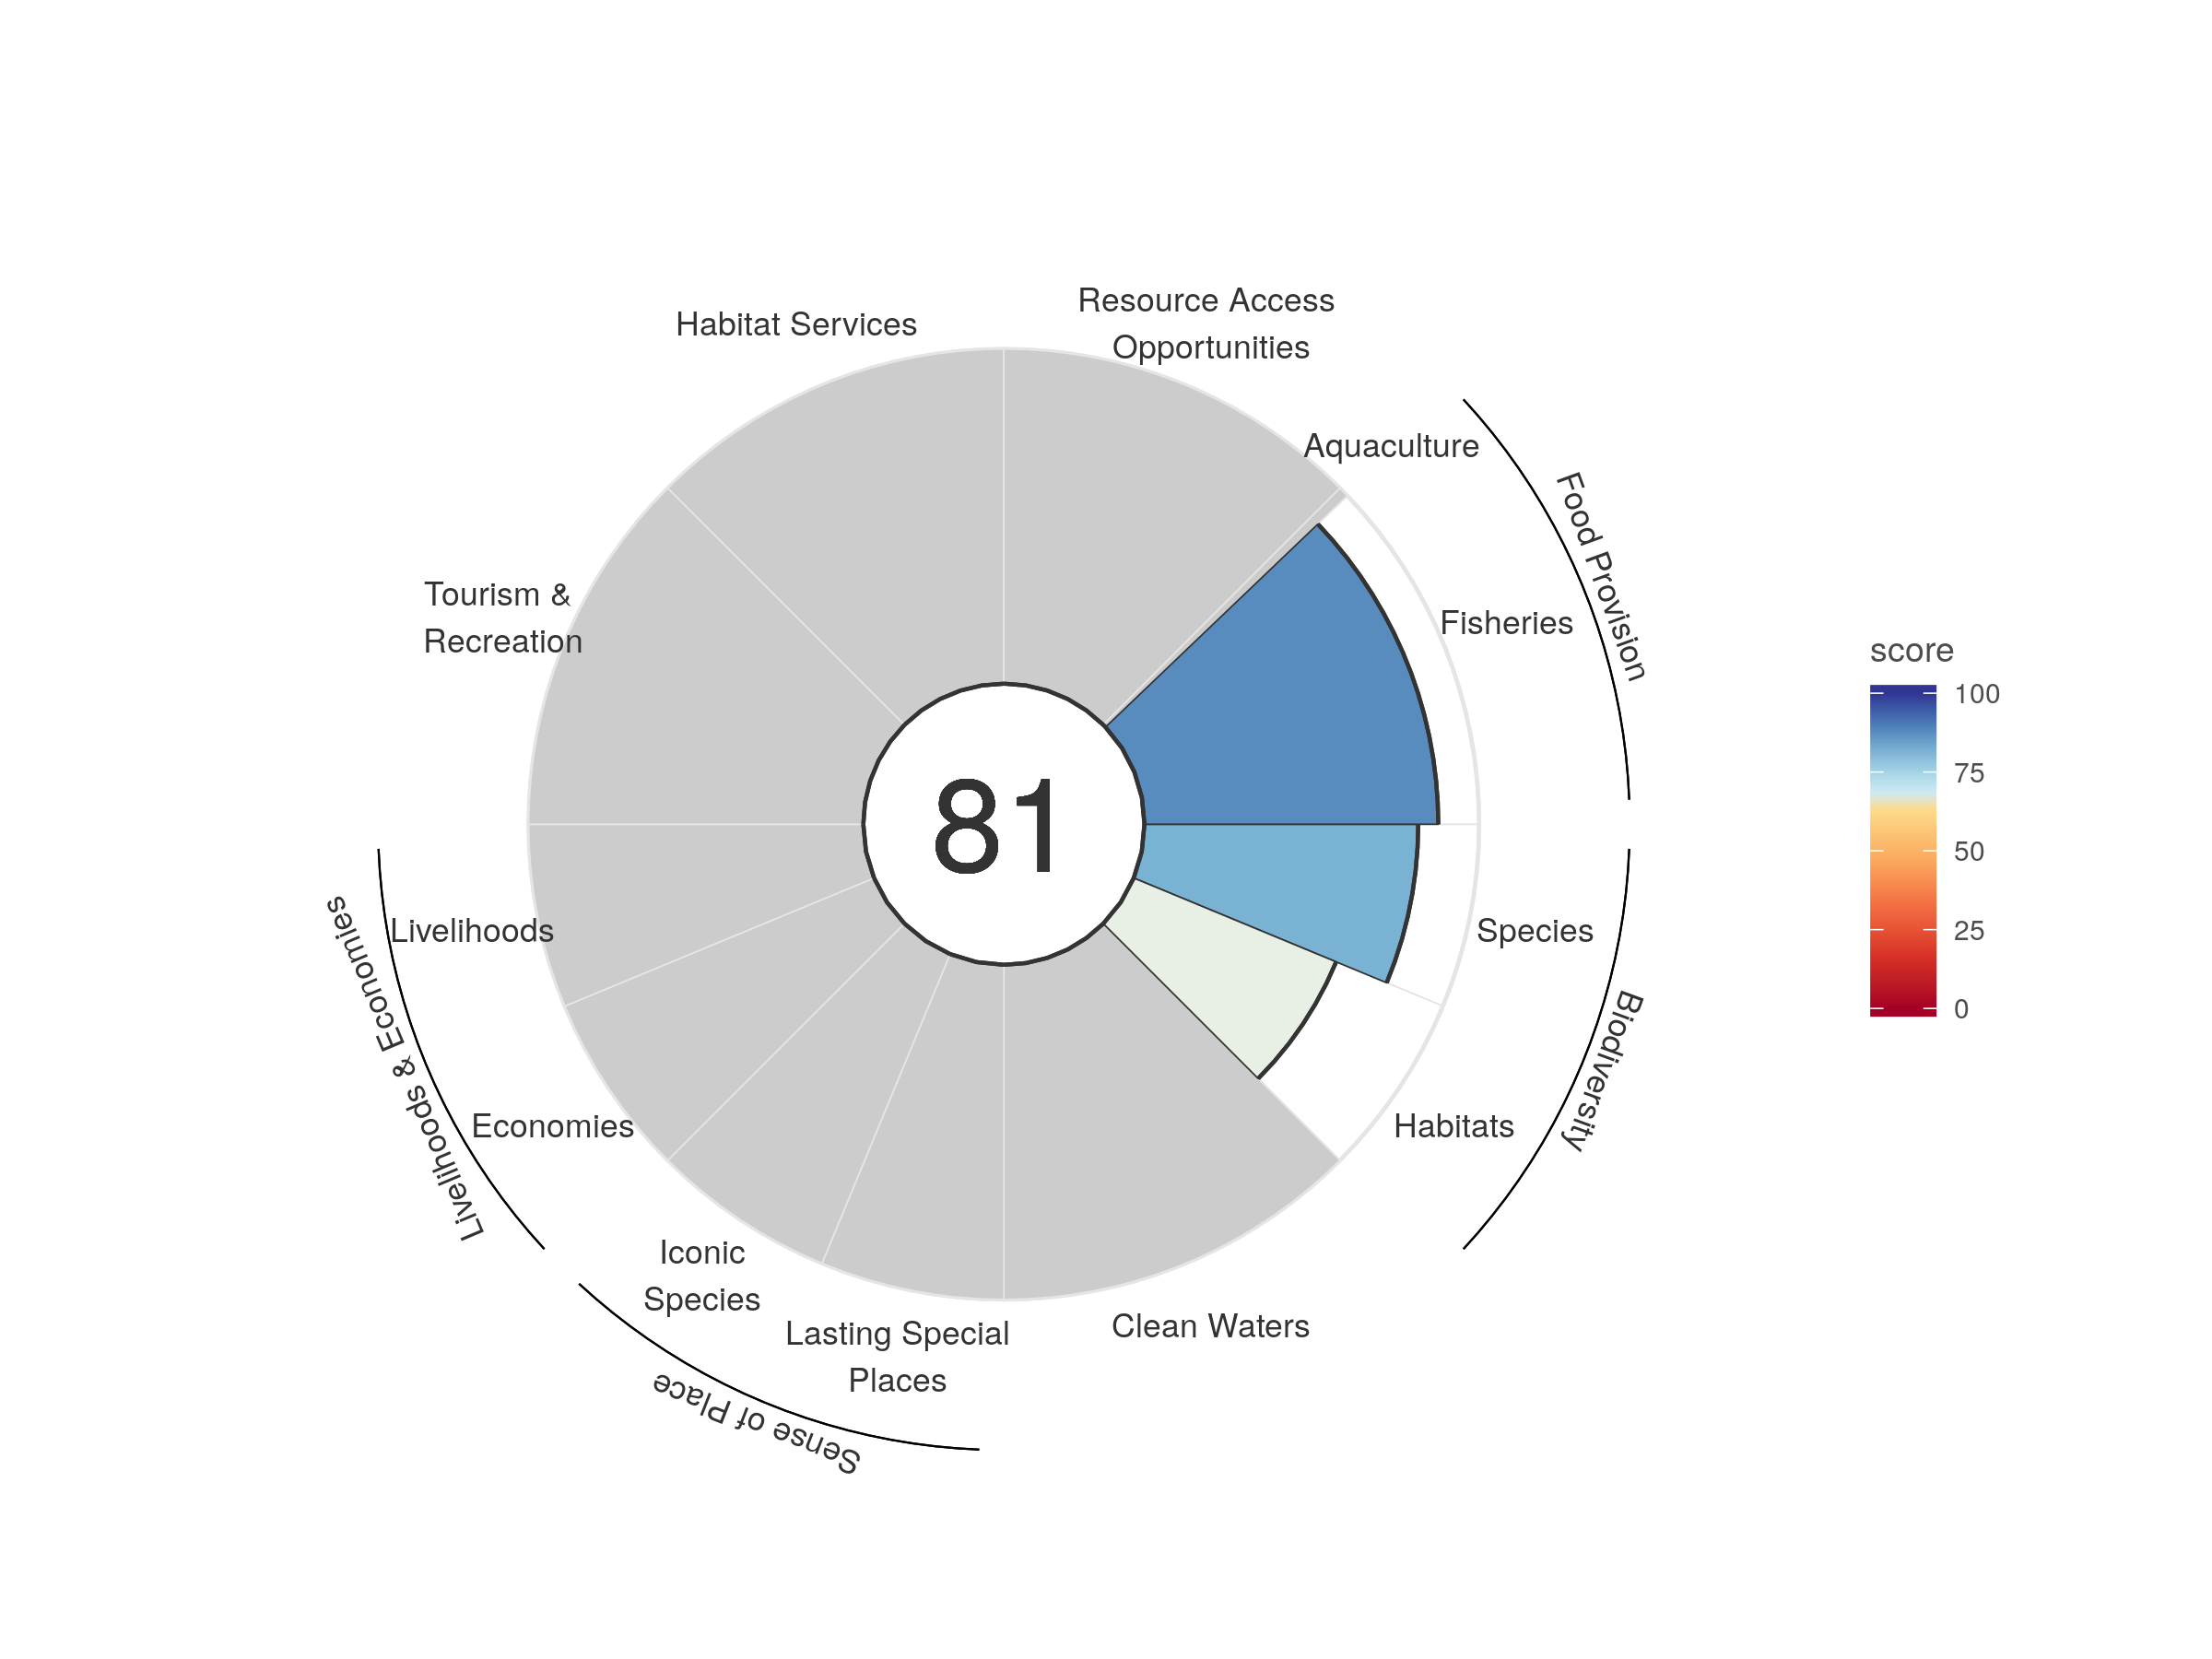 Resource Access
Opportunities
Habitat Services
Aquaculture
Food Provision
Tourism &
Recreation
Fisheries
score
100
75
50
25
0
81
Livelihoods
Species
Livelihoods & Economies
Biodiversity
Economies
Habitats
Iconic
Species
Lasting Special
Places
Clean Waters
Sense of Place